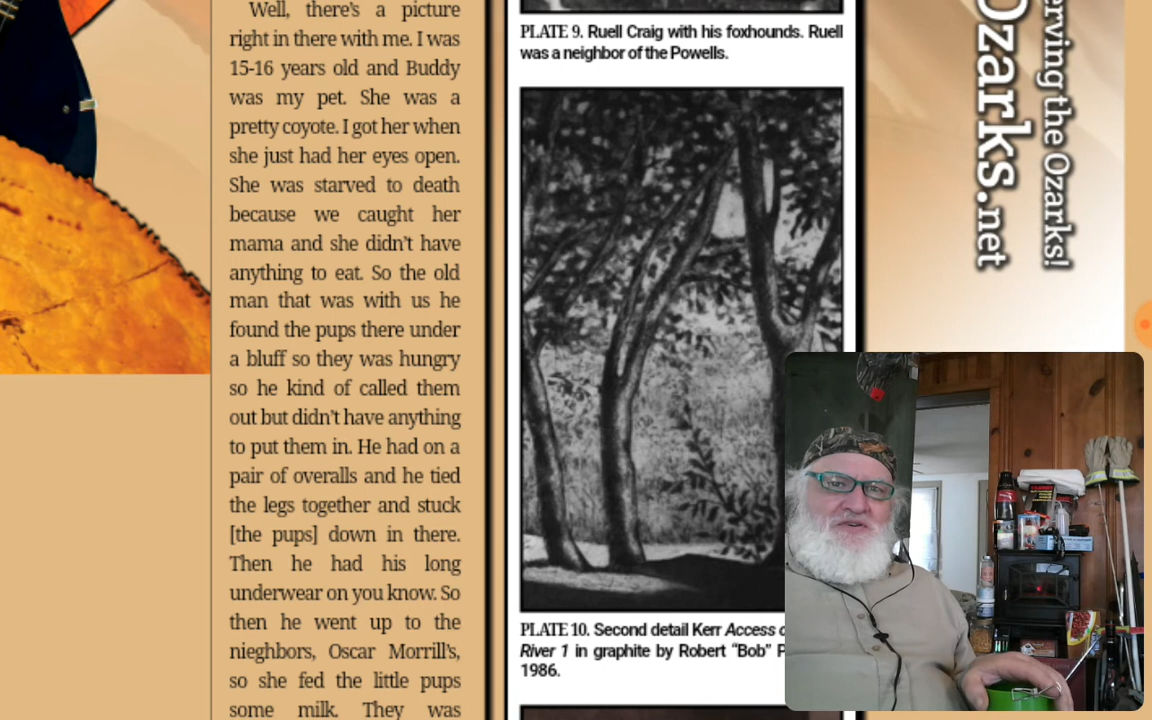 Well, there's a picture
right in there with me. I was
15-16 years old and Buddy
was my pet. She was a
pretty coyote. I got her when
she just had her eyes open.
She was starved to death
because we caught her
mama and she didn't have
anything to eat. So the old
man that was with us he
found the pups there under
a bluff so they was hungry
so he kind of called them
out but didn't have anything
to put them in. He had on a
pair of overalls and he tied
the legs together and stuck
[the pups] down in there.
Then he had his long
underwear on you know. So
then he went up to the
nieghbors, Oscar Morrill's,
so she fed the little pups
some milk. They was
PLATE 9. Ruell Craig with his foxhounds. Ruell
was a neighbor of the Powells.
PLATE 10. Second detail Kerr Access
River 1 in graphite by Robert "Bob" P
1986.
erving the Ozarks!
Ozarks.net